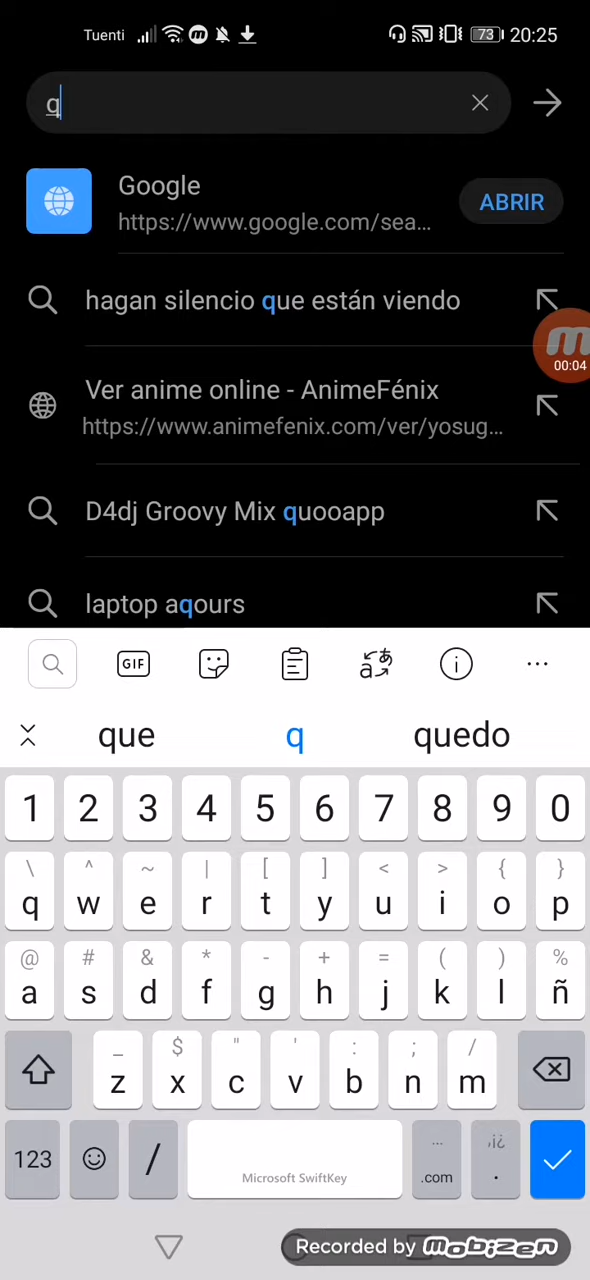 Tuenti 73 20:25
q
Google
https://www.google.com/sea...
ABRIR
hagan silencio que están viendo
00:04
Ver anime online - AnimeFénix
https://www.animefenix.com/ver/yosug...
D4dj Groovy Mix quooapp
laptop aqours
GIF
que q quedo
1 2 3 4 5 6 7 8 9 0
\ ^ ~ | [ ] < > { }
q w e r t y u i o p
@ # & * - + = ( ) %
a s d f g h j k l ñ
_ $ " ' : ; /
z x c v b n m
123 / Microsoft SwiftKey .com .
Recorded by mobizen